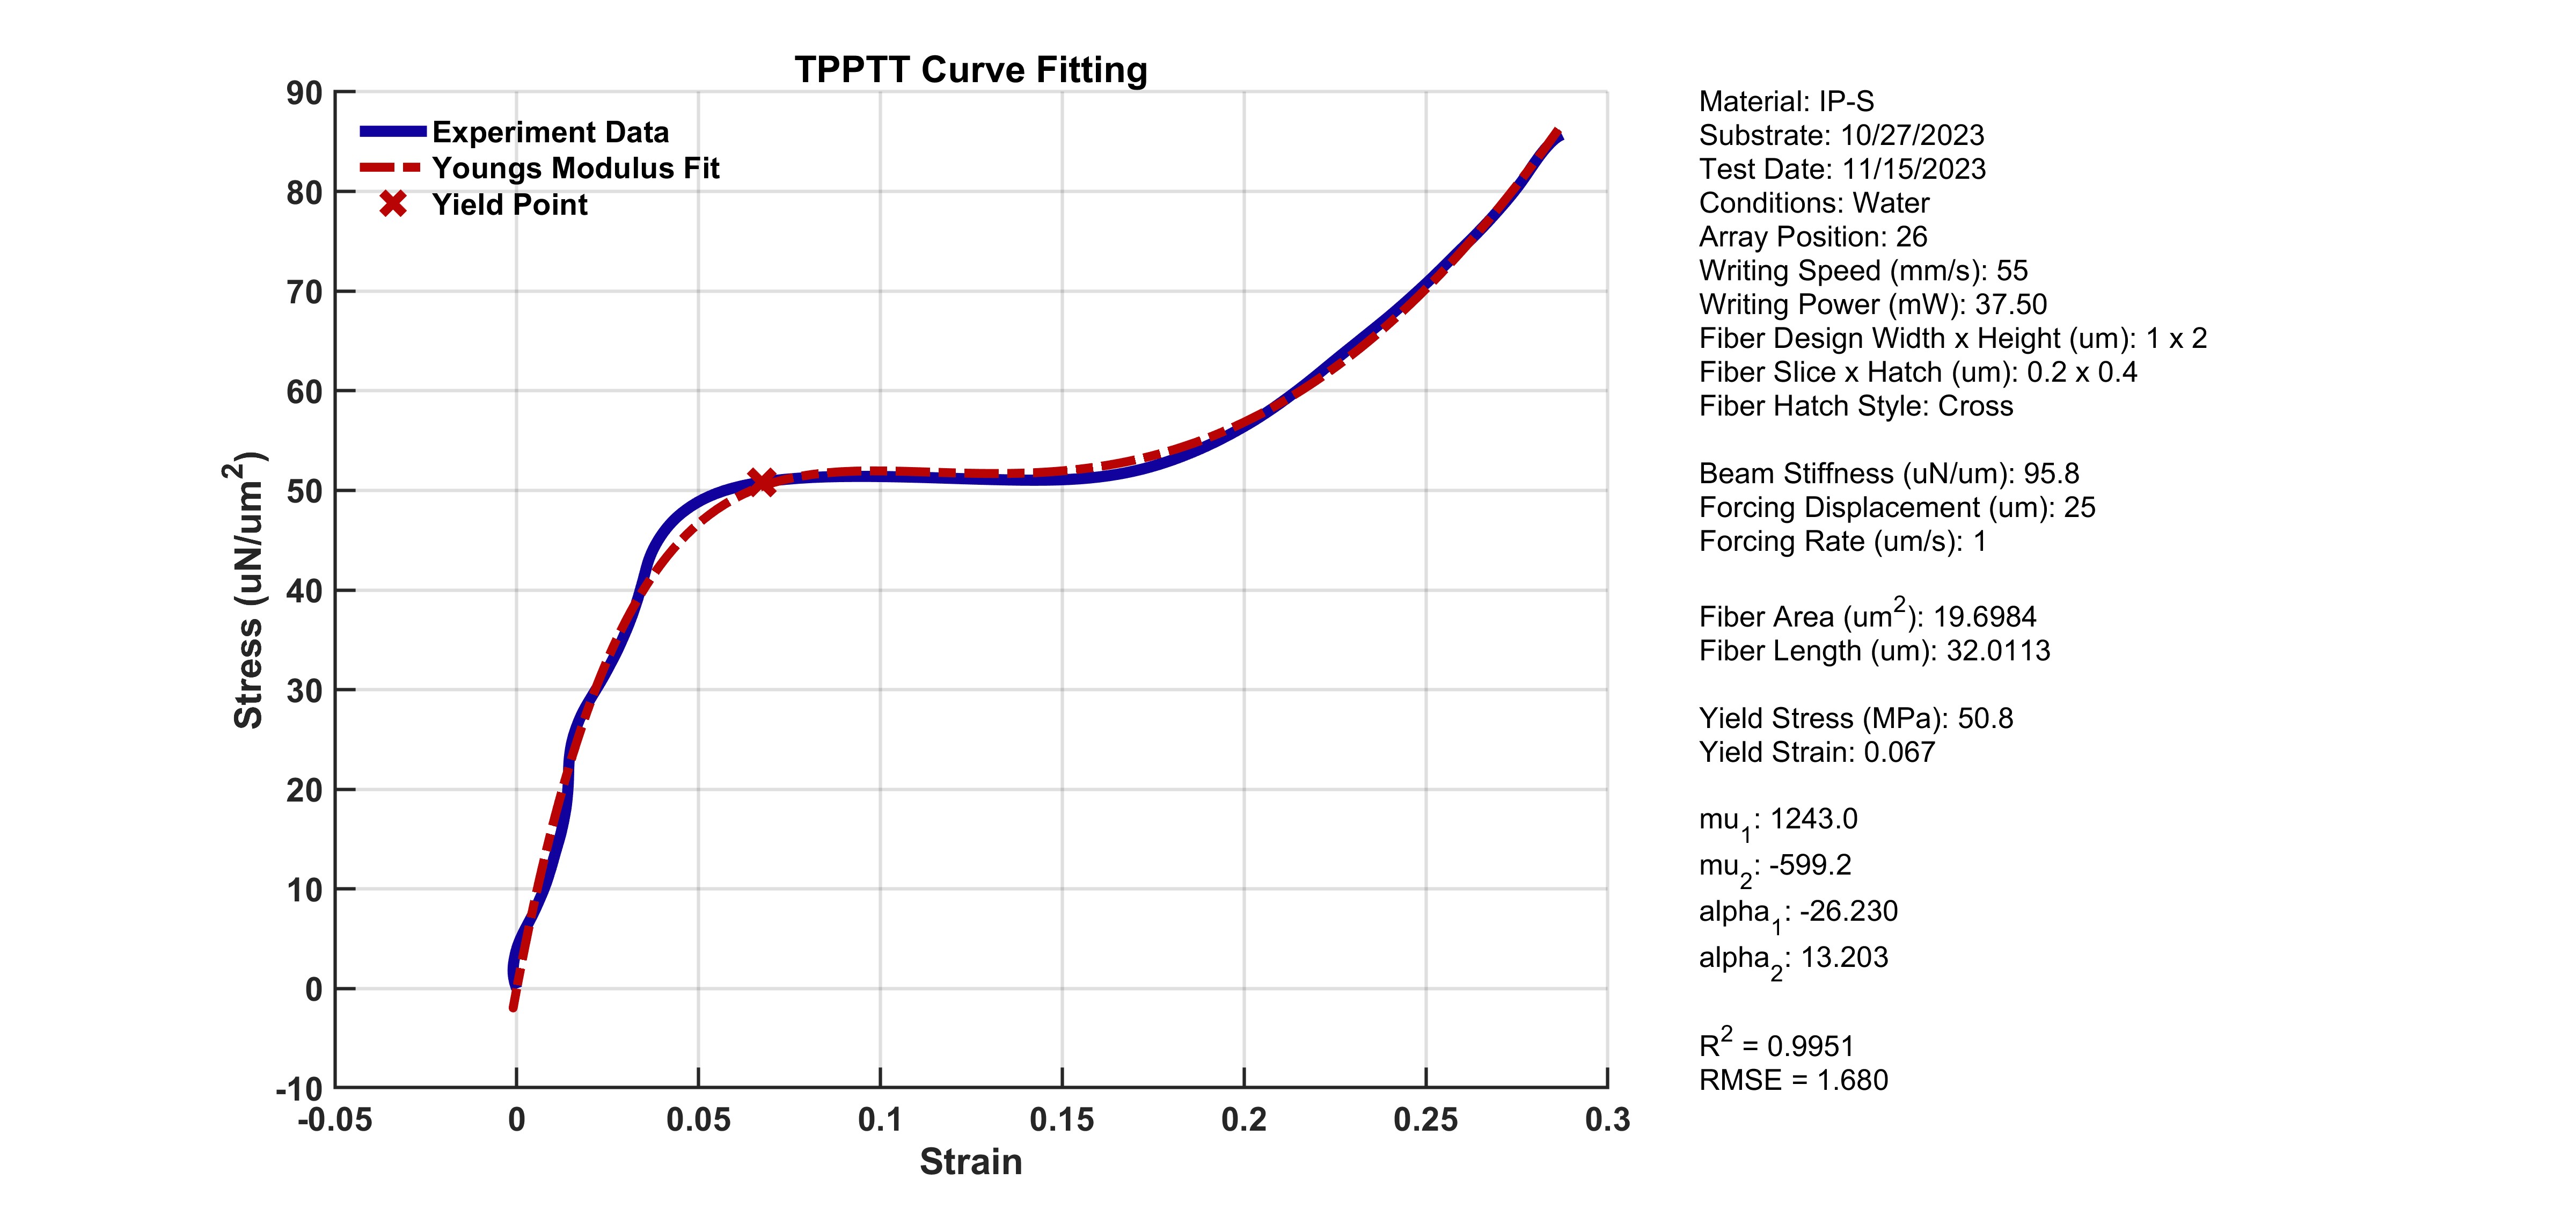 TPPTT Curve Fitting
90
80
70
60
50
40
30
20
10
0
-10
Stress (uN/um²)
Experiment Data
Youngs Modulus Fit
Yield Point
-0.05 0 0.05 0.1 0.15 0.2 0.25 0.3
Strain
Material: IP-S
Substrate: 10/27/2023
Test Date: 11/15/2023
Conditions: Water
Array Position: 26
Writing Speed (mm/s): 55
Writing Power (mW): 37.50
Fiber Design Width x Height (um): 1 x 2
Fiber Slice x Hatch (um): 0.2 x 0.4
Fiber Hatch Style: Cross
Beam Stiffness (uN/um): 95.8
Forcing Displacement (um): 25
Forcing Rate (um/s): 1
Fiber Area (um²): 19.6984
Fiber Length (um): 32.0113
Yield Stress (MPa): 50.8
Yield Strain: 0.067
mu₁: 1243.0
mu₂: -599.2
alpha₁: -26.230
alpha₂: 13.203
R² = 0.9951
RMSE = 1.680